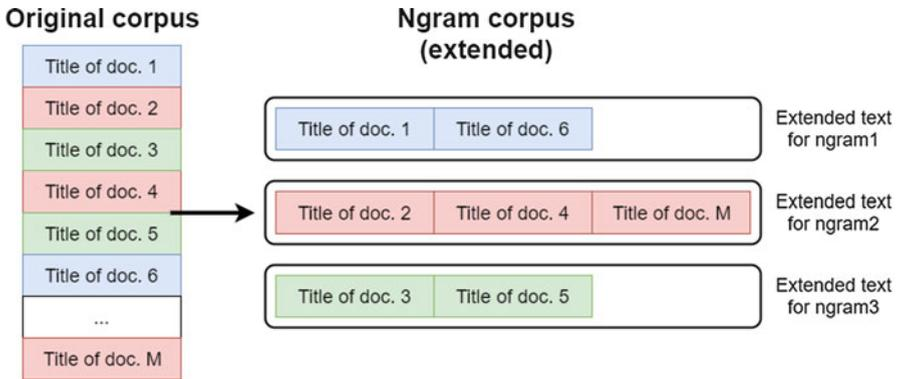 Original corpus
Title of doc. 1
Title of doc. 2
Title of doc. 3
Title of doc. 4
Title of doc. 5
Title of doc. 6
...
Title of doc. M
Ngram corpus
(extended)
Title of doc. 1 Title of doc. 6
Extended text
for ngram1
Title of doc. 2 Title of doc. 4 Title of doc. M
Extended text
for ngram2
Title of doc. 3 Title of doc. 5
Extended text
for ngram3